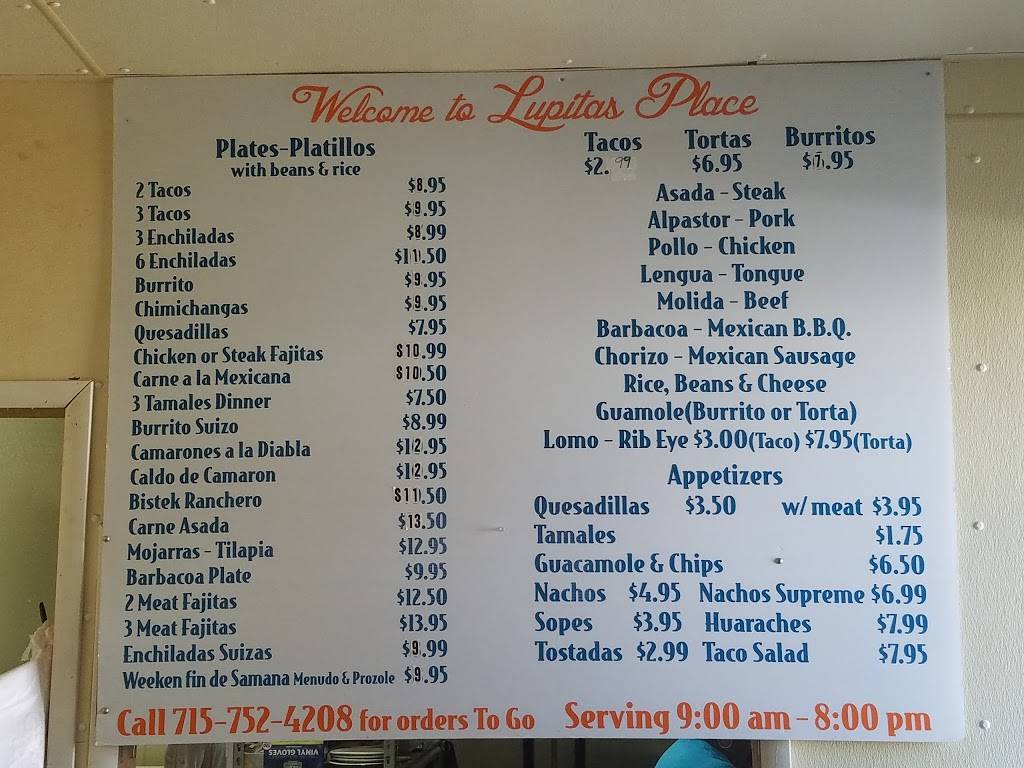 Welcome to Lupitas Place
Plates-Platillos
with beans & rice
2 Tacos $8.95
3 Tacos $9.95
3 Enchiladas $8.99
6 Enchiladas $11.50
Burrito $9.95
Chimichangas $9.95
Quesadillas $7.95
Chicken or Steak Fajitas $10.99
Carne a la Mexicana $10.50
3 Tamales Dinner $7.50
Burrito Suizo $8.99
Camarones a la Diabla $12.95
Caldo de Camaron $12.95
Bistek Ranchero $11.50
Carne Asada $13.50
Mojarras - Tilapia $12.95
Barbacoa Plate $9.95
2 Meat Fajitas $12.50
3 Meat Fajitas $13.95
Enchiladas Suizas $9.99
Weeken fin de Samana Menudo & Prozole $9.95
Tacos Tortas Burritos
$2.99 $6.95 $7.95
Asada - Steak
Alpastor - Pork
Pollo - Chicken
Lengua - Tongue
Molida - Beef
Barbacoa - Mexican B.B.Q.
Chorizo - Mexican Sausage
Rice, Beans & Cheese
Guamole(Burrito or Torta)
Lomo - Rib Eye $3.00(Taco) $7.95(Torta)
Appetizers
Quesadillas $3.50 w/ meat $3.95
Tamales $1.75
Guacamole & Chips $6.50
Nachos $4.95 Nachos Supreme $6.99
Sopes $3.95 Huaraches $7.99
Tostadas $2.99 Taco Salad $7.95
Call 715-752-4208 for orders To Go Serving 9:00 am - 8:00 pm
VINYL GLOVES